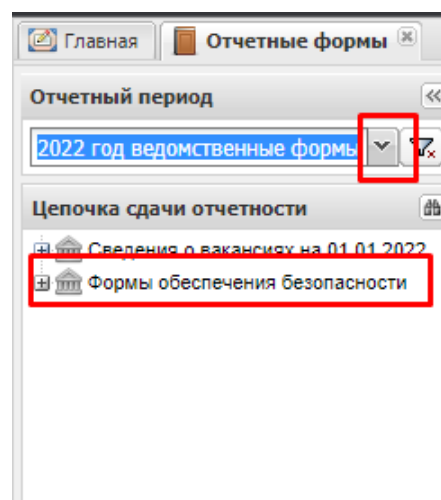 Главная
Отчетные формы
Отчетный период
2022 год ведомственные формы
Цепочка сдачи отчетности
Сведения о вакансиях на 01.01.2022
Формы обеспечения безопасности